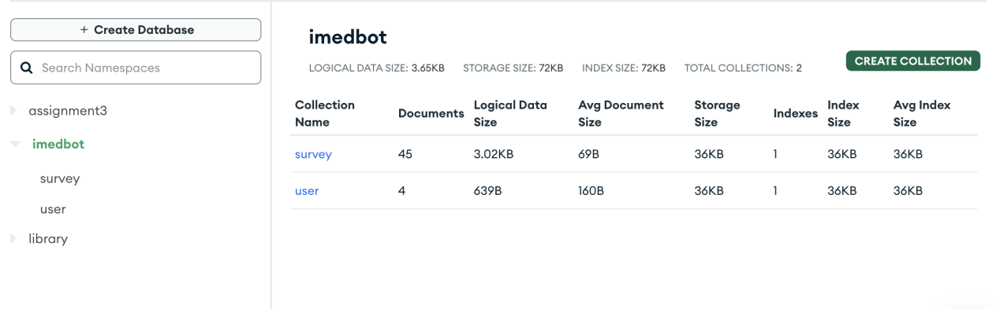 + Create Database
Search Namespaces
assignment3
imedbot
survey
user
library
imedbot
LOGICAL DATA SIZE: 3.65KB STORAGE SIZE: 72KB INDEX SIZE: 72KB TOTAL COLLECTIONS: 2
CREATE COLLECTION
Collection Name Documents Logical Data Size Avg Document Size Storage Size Indexes Index Size Avg Index Size
survey 45 3.02KB 69B 36KB 1 36KB 36KB
user 4 639B 160B 36KB 1 36KB 36KB